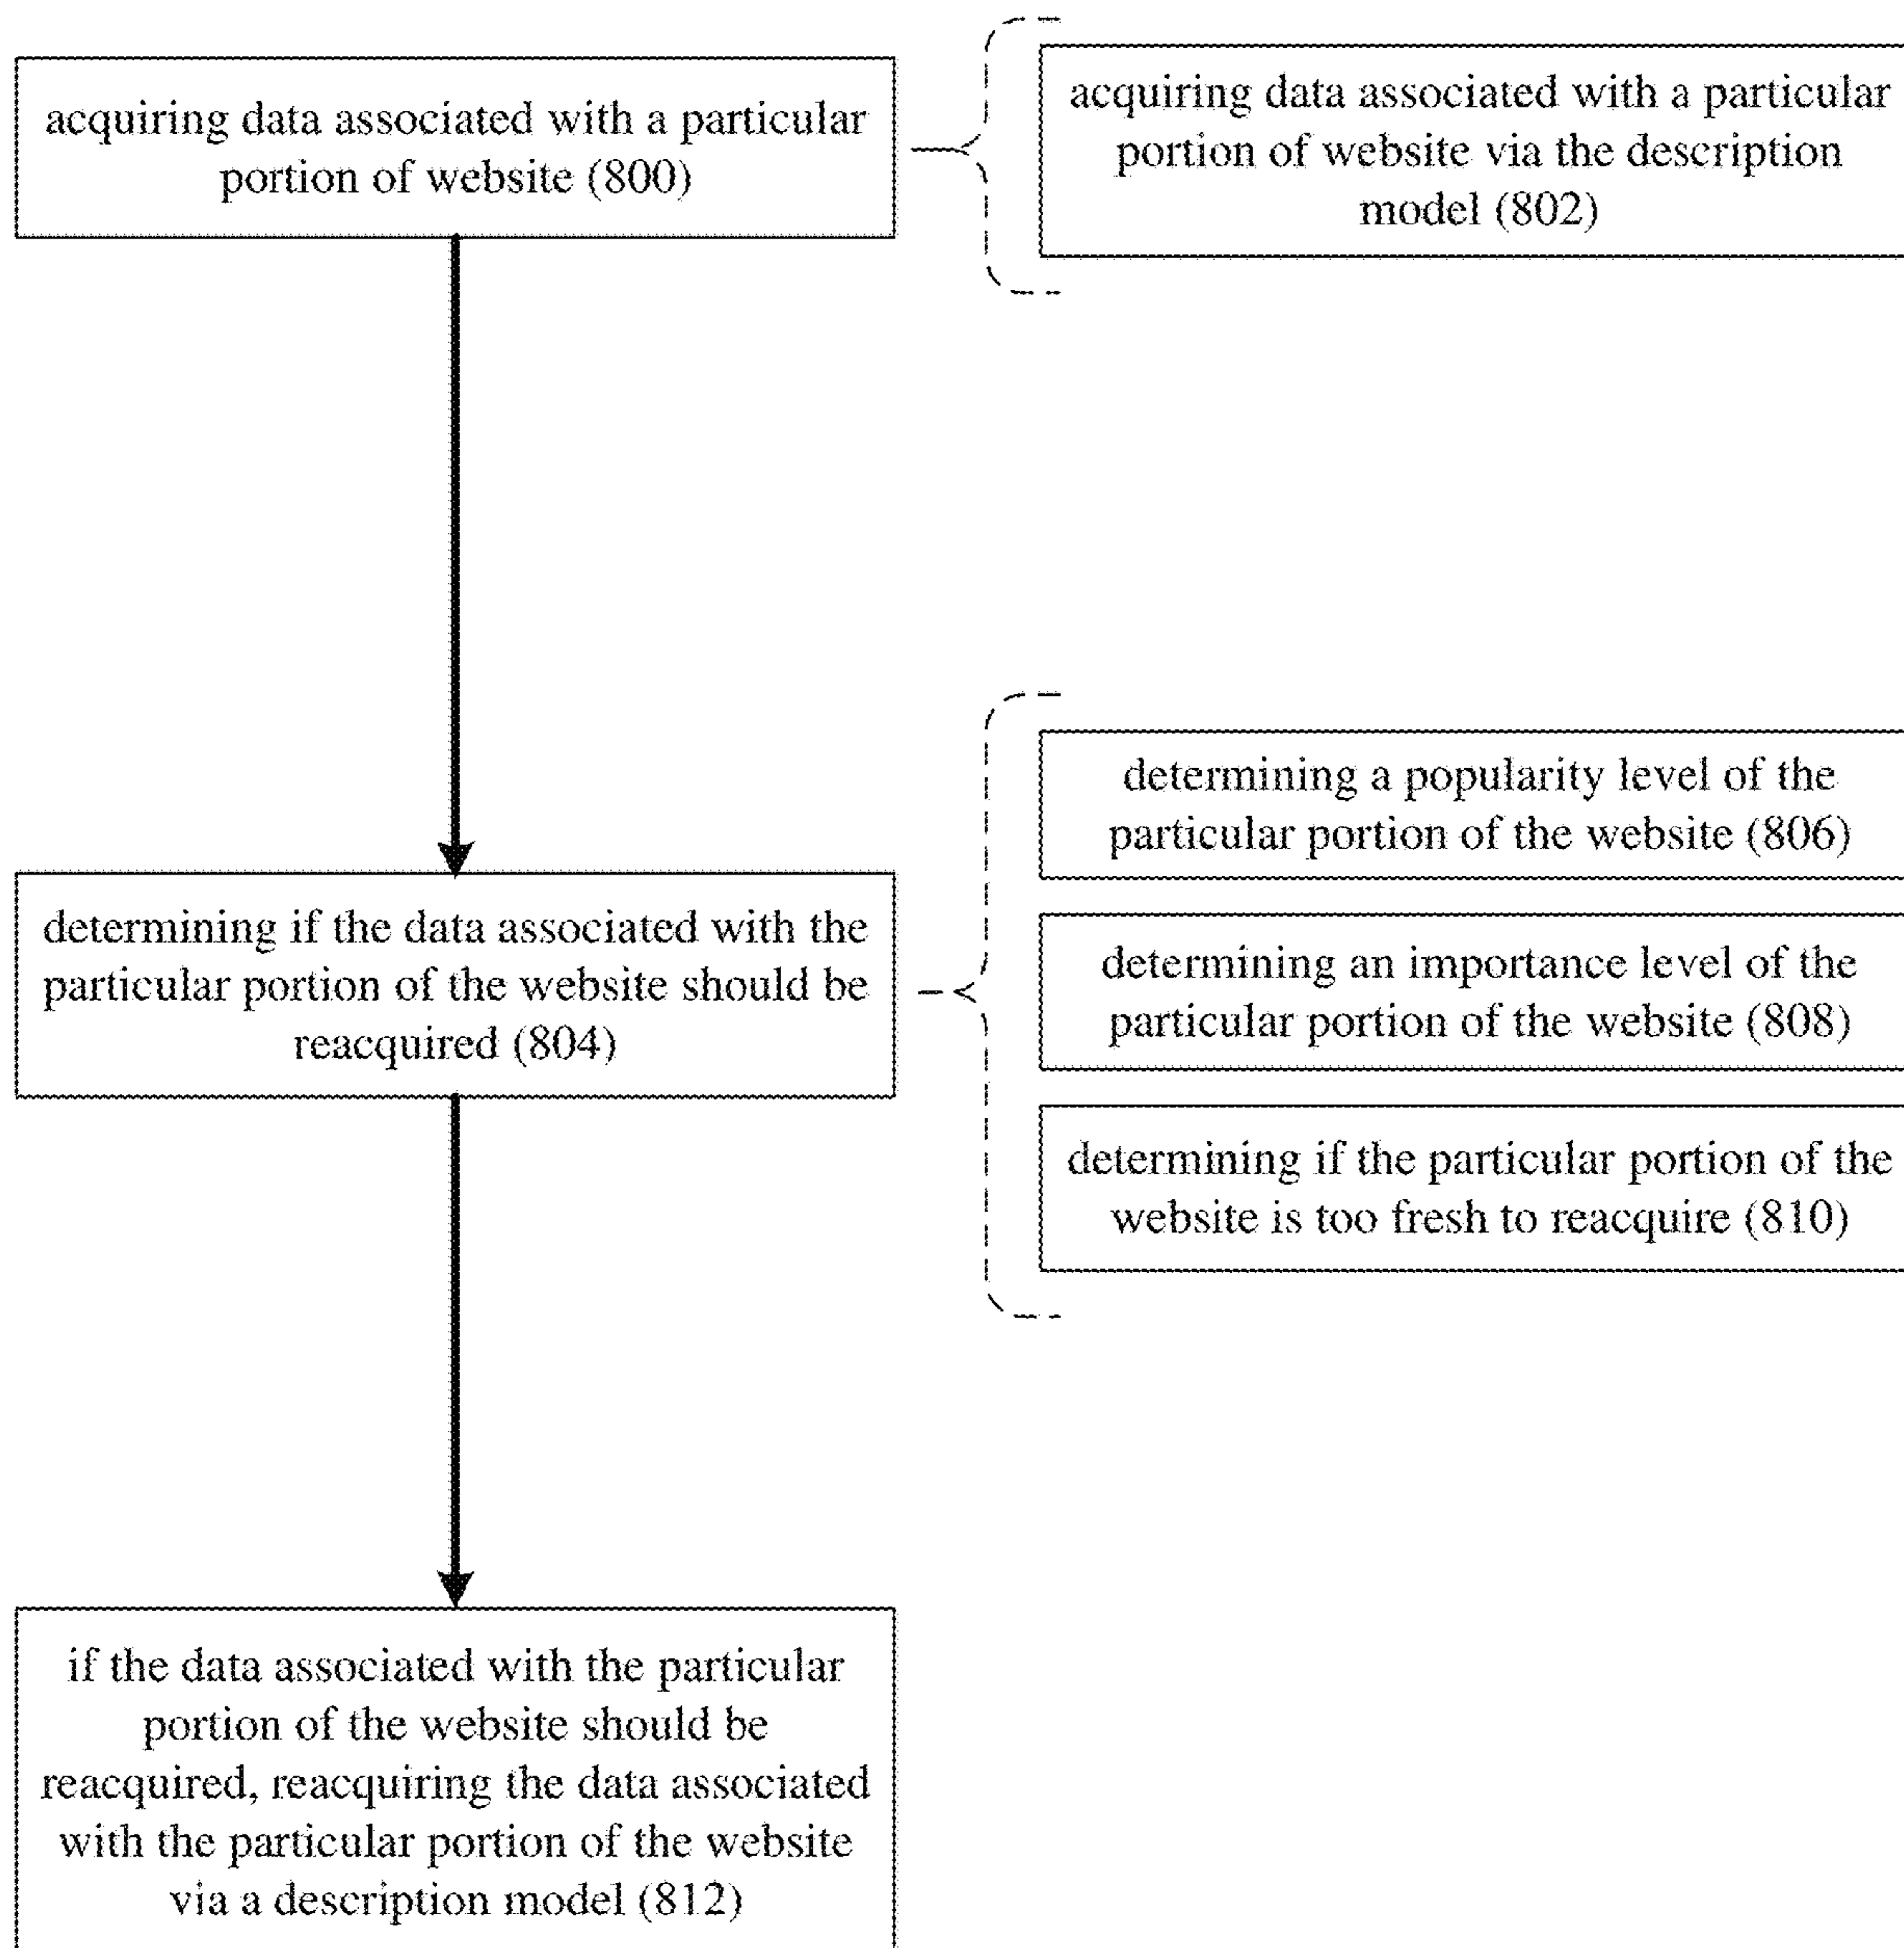 acquiring data associated with a particular
portion of website (800)
acquiring data associated with a particular
portion of website via the description
model (802)
determining if the data associated with the
particular portion of the website should be
reacquired (804)
determining a popularity level of the
particular portion of the website (806)
determining an importance level of the
particular portion of the website (808)
determining if the particular portion of the
website is too fresh to reacquire (810)
if the data associated with the particular
portion of the website should be
reacquired, reacquiring the data associated
with the particular portion of the website
via a description model (812)